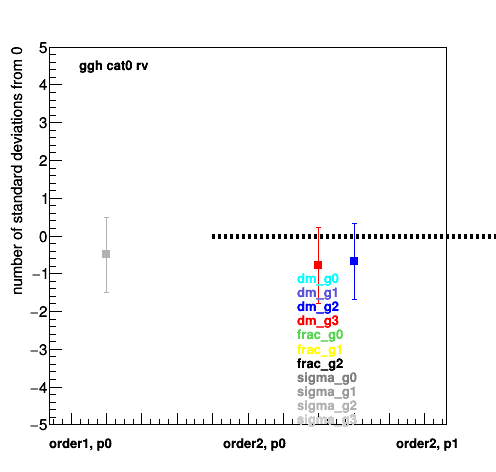 number of standard deviations from 0
ggh cat0 rv
5
4
3
2
1
0
−1
−2
−3
−4
−5
dm_g0
dm_g1
dm_g2
dm_g3
frac_g0
frac_g1
frac_g2
sigma_g0
sigma_g1
sigma_g2
sigma_g3
order1, p0
order2, p0
order2, p1